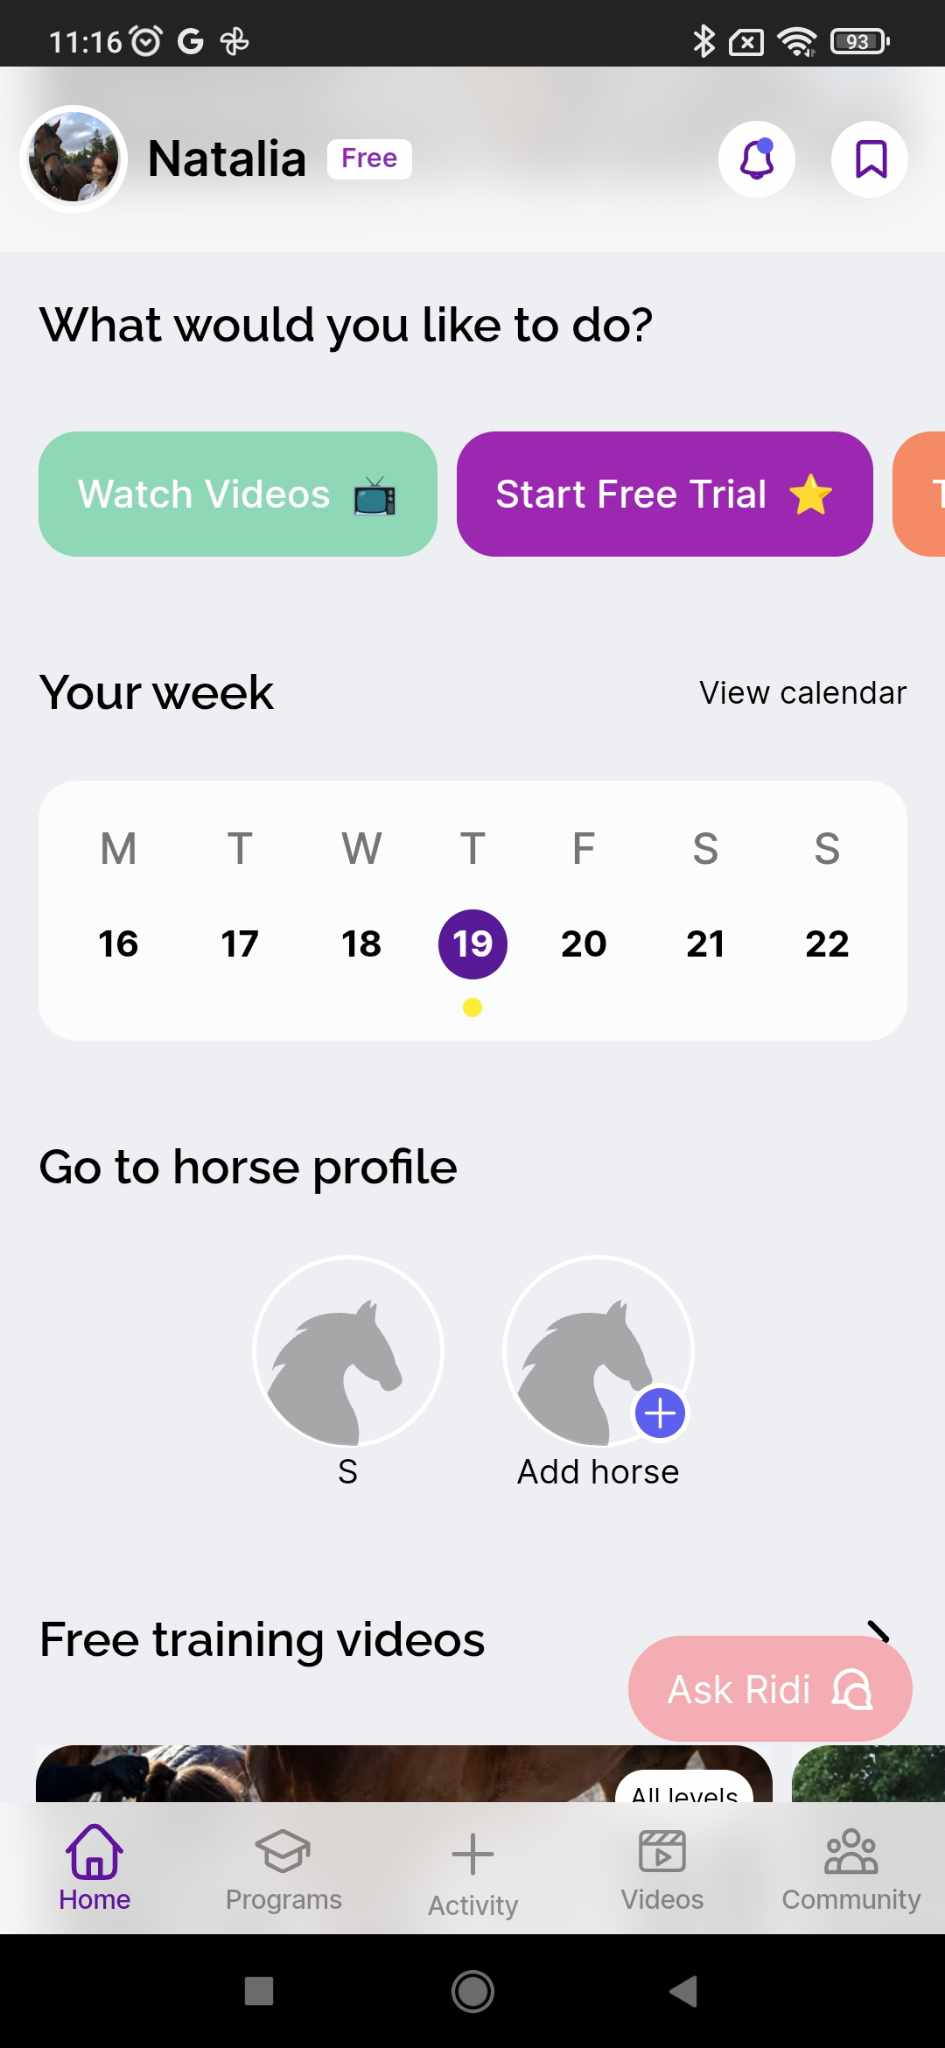 11:16
93
Natalia Free
What would you like to do?
Watch Videos
Start Free Trial
T
Your week
View calendar
M T W T F S S
16 17 18 19 20 21 22
Go to horse profile
S
Add horse
Free training videos
Ask Ridi
All levels
Home
Programs
Activity
Videos
Community